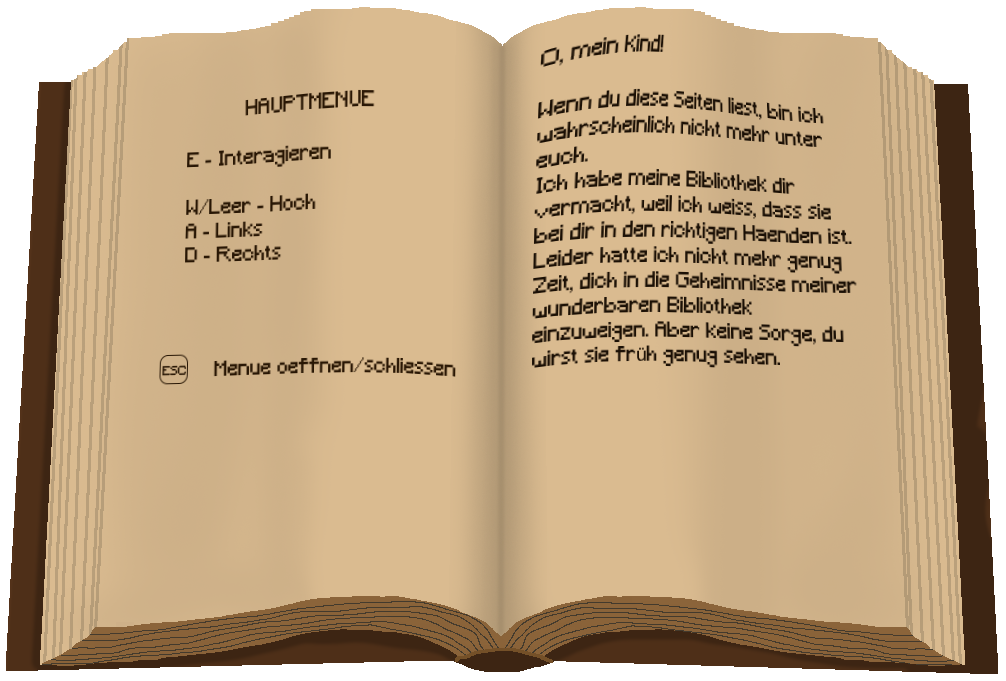 HAUPTMENUE
E - Interagieren
W/Leer - Hoch
A - Links
D - Rechts
ESC Menue oeffnen/schliessen
O, mein Kind!
Wenn du diese Seiten liest, bin ich
wahrscheinlich nicht mehr unter
euch.
Ich habe meine Bibliothek dir
vermacht, weil ich weiss, dass sie
bei dir in den richtigen Haenden ist.
Leider hatte ich nicht mehr genug
Zeit, dich in die Geheimnisse meiner
wunderbaren Bibliothek
einzuweigen. Aber keine Sorge, du
wirst sie früh genug sehen.